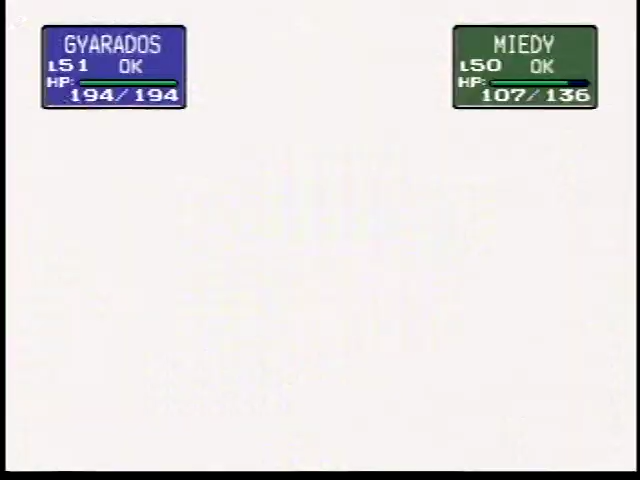 GYARADOS
L51 OK
HP:
194/194
MIEDY
L50 OK
HP:
107/136